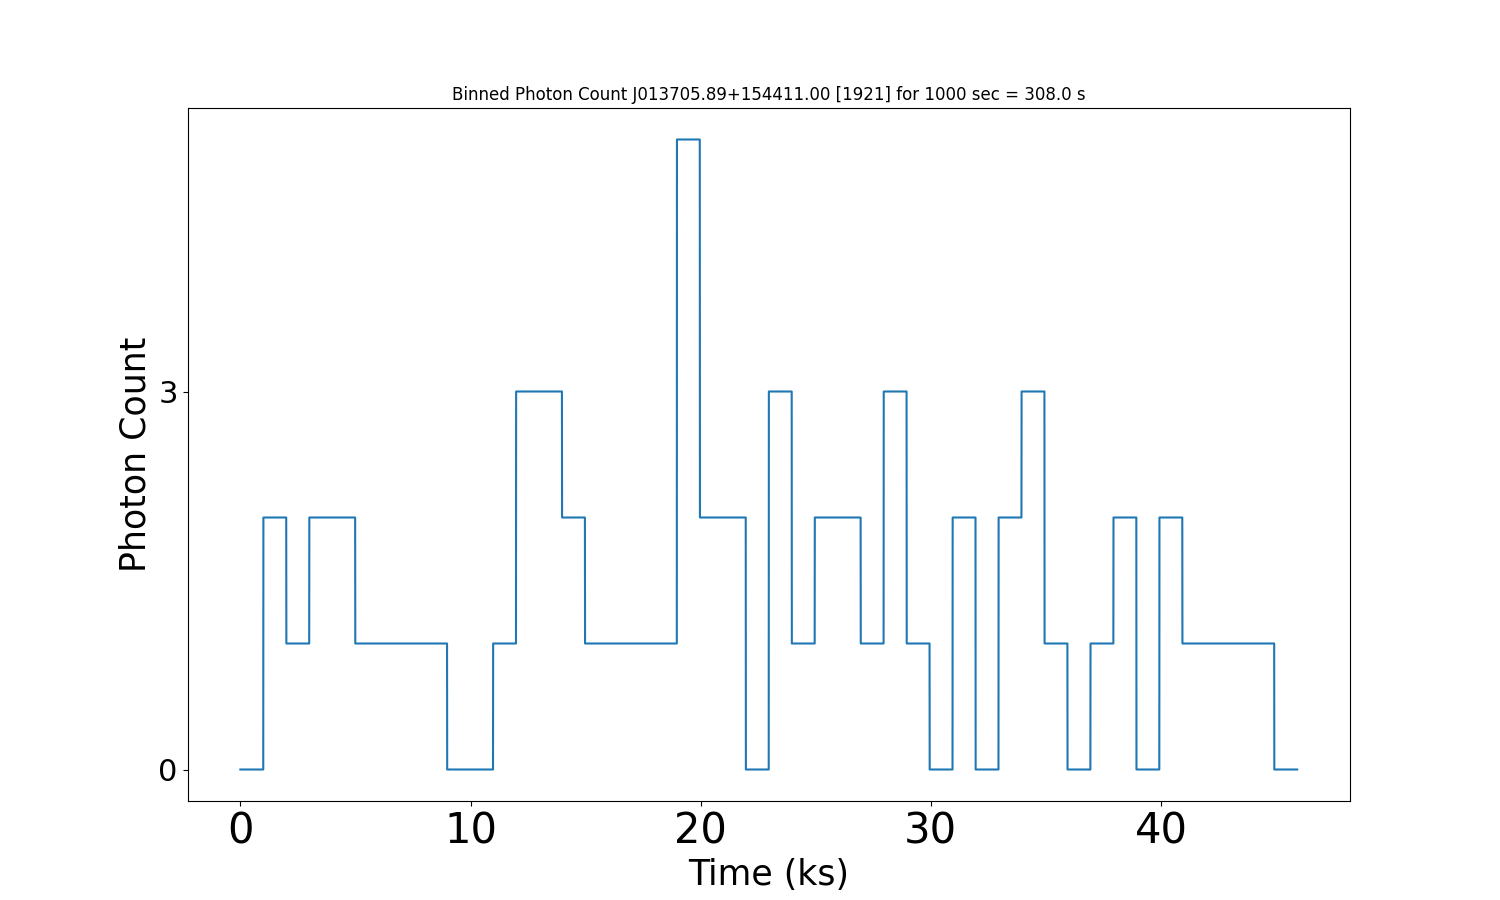 Binned Photon Count J013705.89+154411.00 [1921] for 1000 sec = 308.0 s
Photon Count
3
0
0 10 20 30 40
Time (ks)